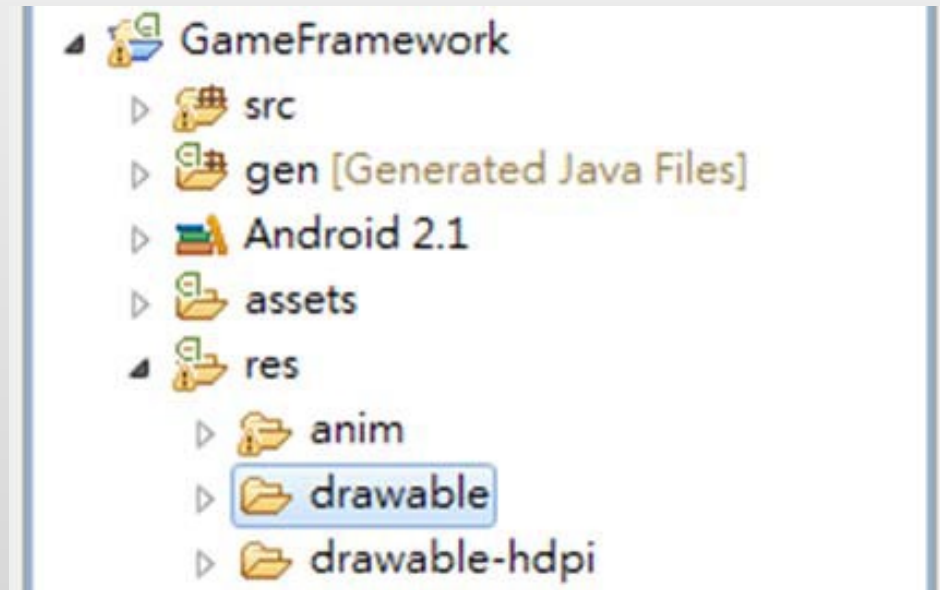 GameFramework
src
gen [Generated Java Files]
Android 2.1
assets
res
anim
drawable
drawable-hdpi